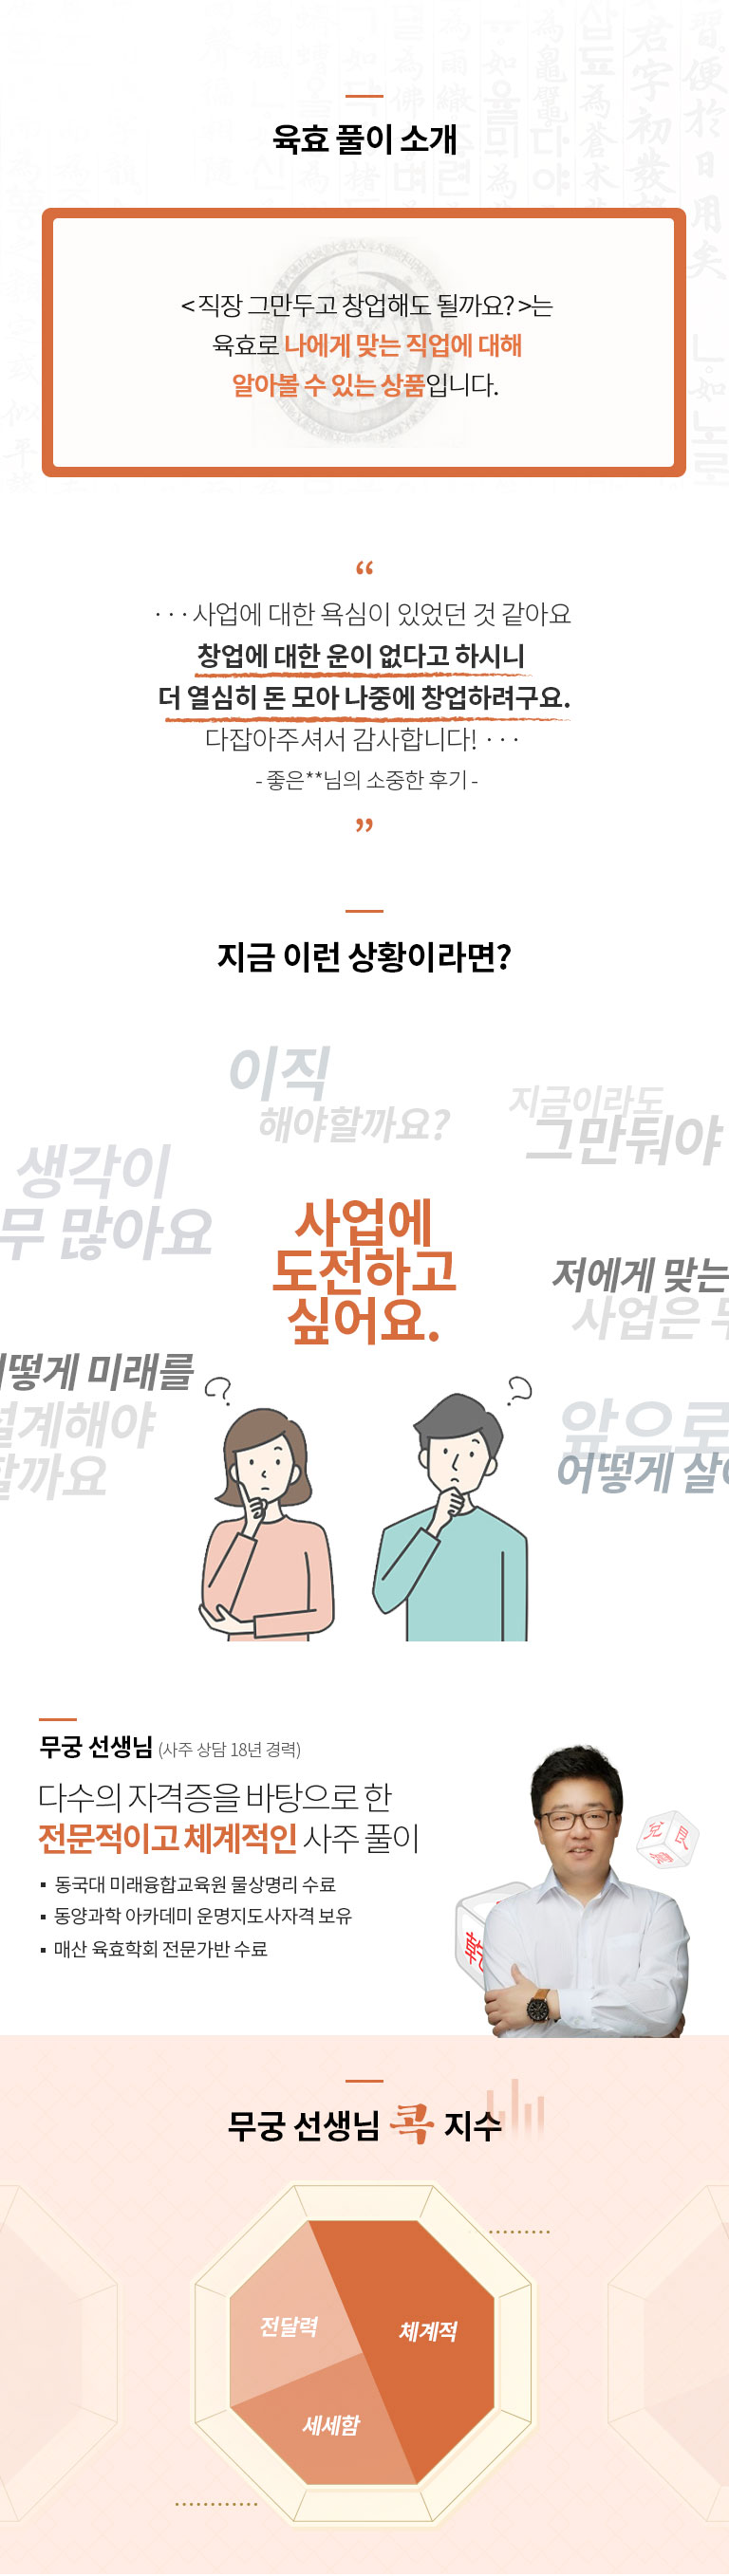 육효 풀이 소개
< 직장 그만두고 창업해도 될까요? >는
육효로 나에게 맞는 직업에 대해
알아볼 수 있는 상품입니다.
“
· · · 사업에 대한 욕심이 있었던 것 같아요
창업에 대한 운이 없다고 하시니
더 열심히 돈 모아 나중에 창업하려구요.
다잡아주셔서 감사합니다! · · ·
- 좋은**님의 소중한 후기 -
”
지금 이런 상황이라면?
이직
해야할까요?
지금이라도
그만둬야
생각이
무 많아요
사업에
도전하고
싶어요.
저에게 맞는
사업은
떻게 미래를
설계해야
할까요
앞으로
어떻게
무궁 선생님 (사주 상담 18년 경력)
다수의 자격증을 바탕으로 한
전문적이고 체계적인 사주 풀이
▪ 동국대 미래융합교육원 물상명리 수료
▪ 동양과학 아카데미 운명지도사자격 보유
▪ 매산 육효학회 전문가반 수료
兌
艮
무궁 선생님 콕 지수
전달력
체계적
세세함